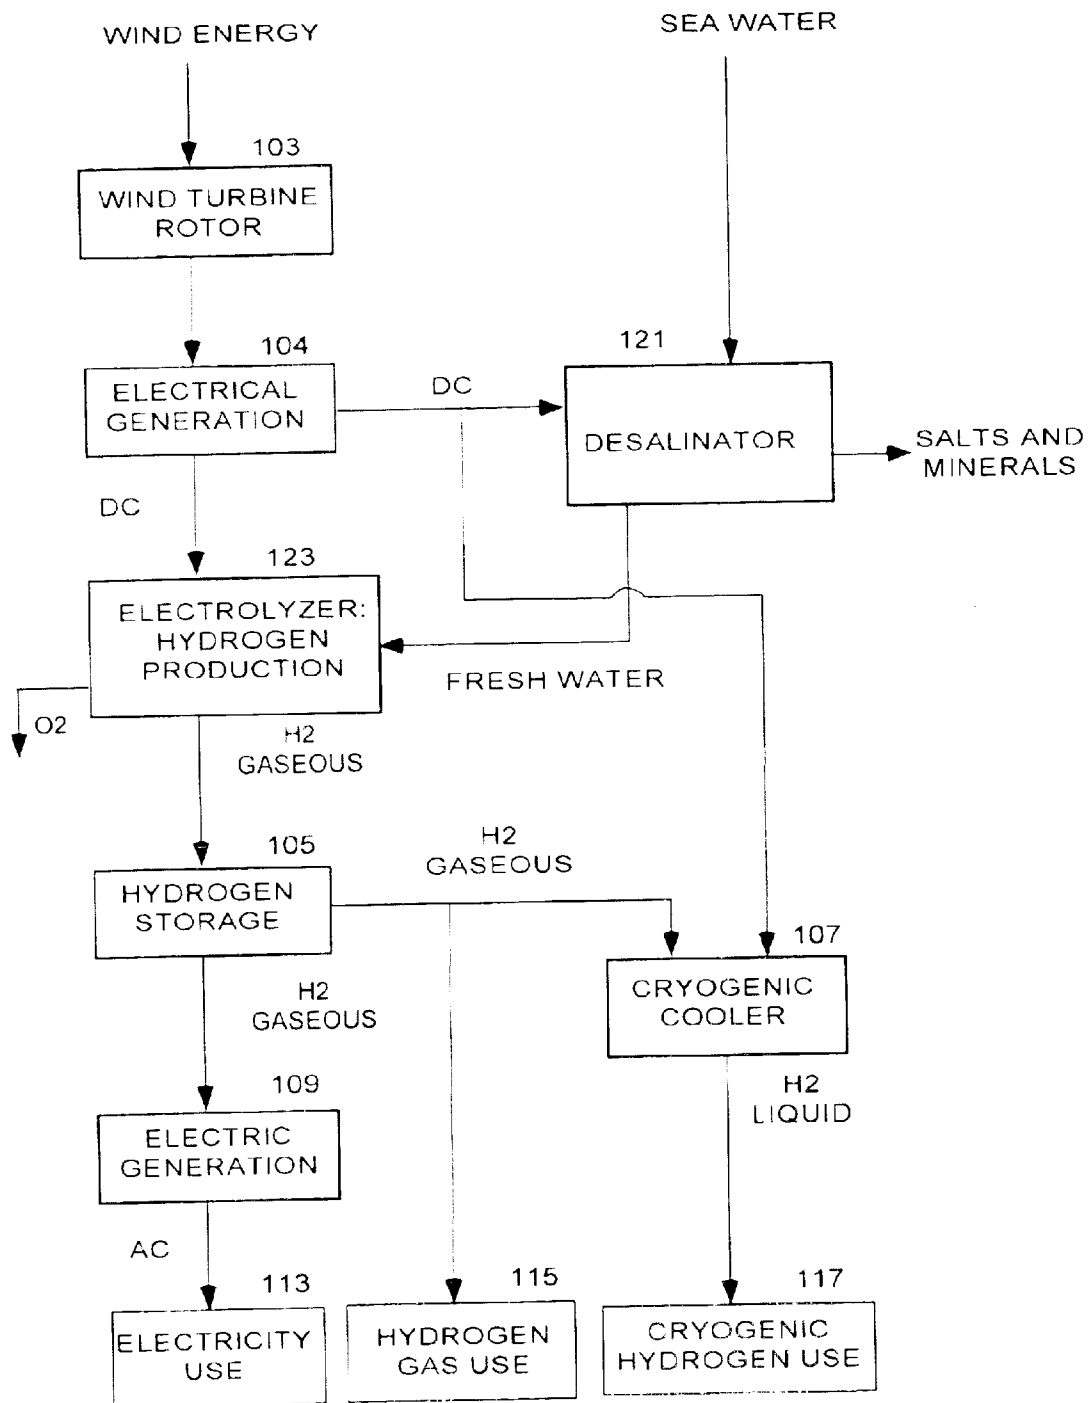 WIND ENERGY
SEA WATER
103
WIND TURBINE
ROTOR
104
ELECTRICAL
GENERATION
DC
121
DESALINATOR
SALTS AND
MINERALS
DC
123
ELECTROLYZER:
HYDROGEN
PRODUCTION
FRESH WATER
O2
H2
GASEOUS
105
HYDROGEN
STORAGE
H2
GASEOUS
107
CRYOGENIC
COOLER
H2
GASEOUS
H2
LIQUID
109
ELECTRIC
GENERATION
AC
113
ELECTRICITY
USE
115
HYDROGEN
GAS USE
117
CRYOGENIC
HYDROGEN USE